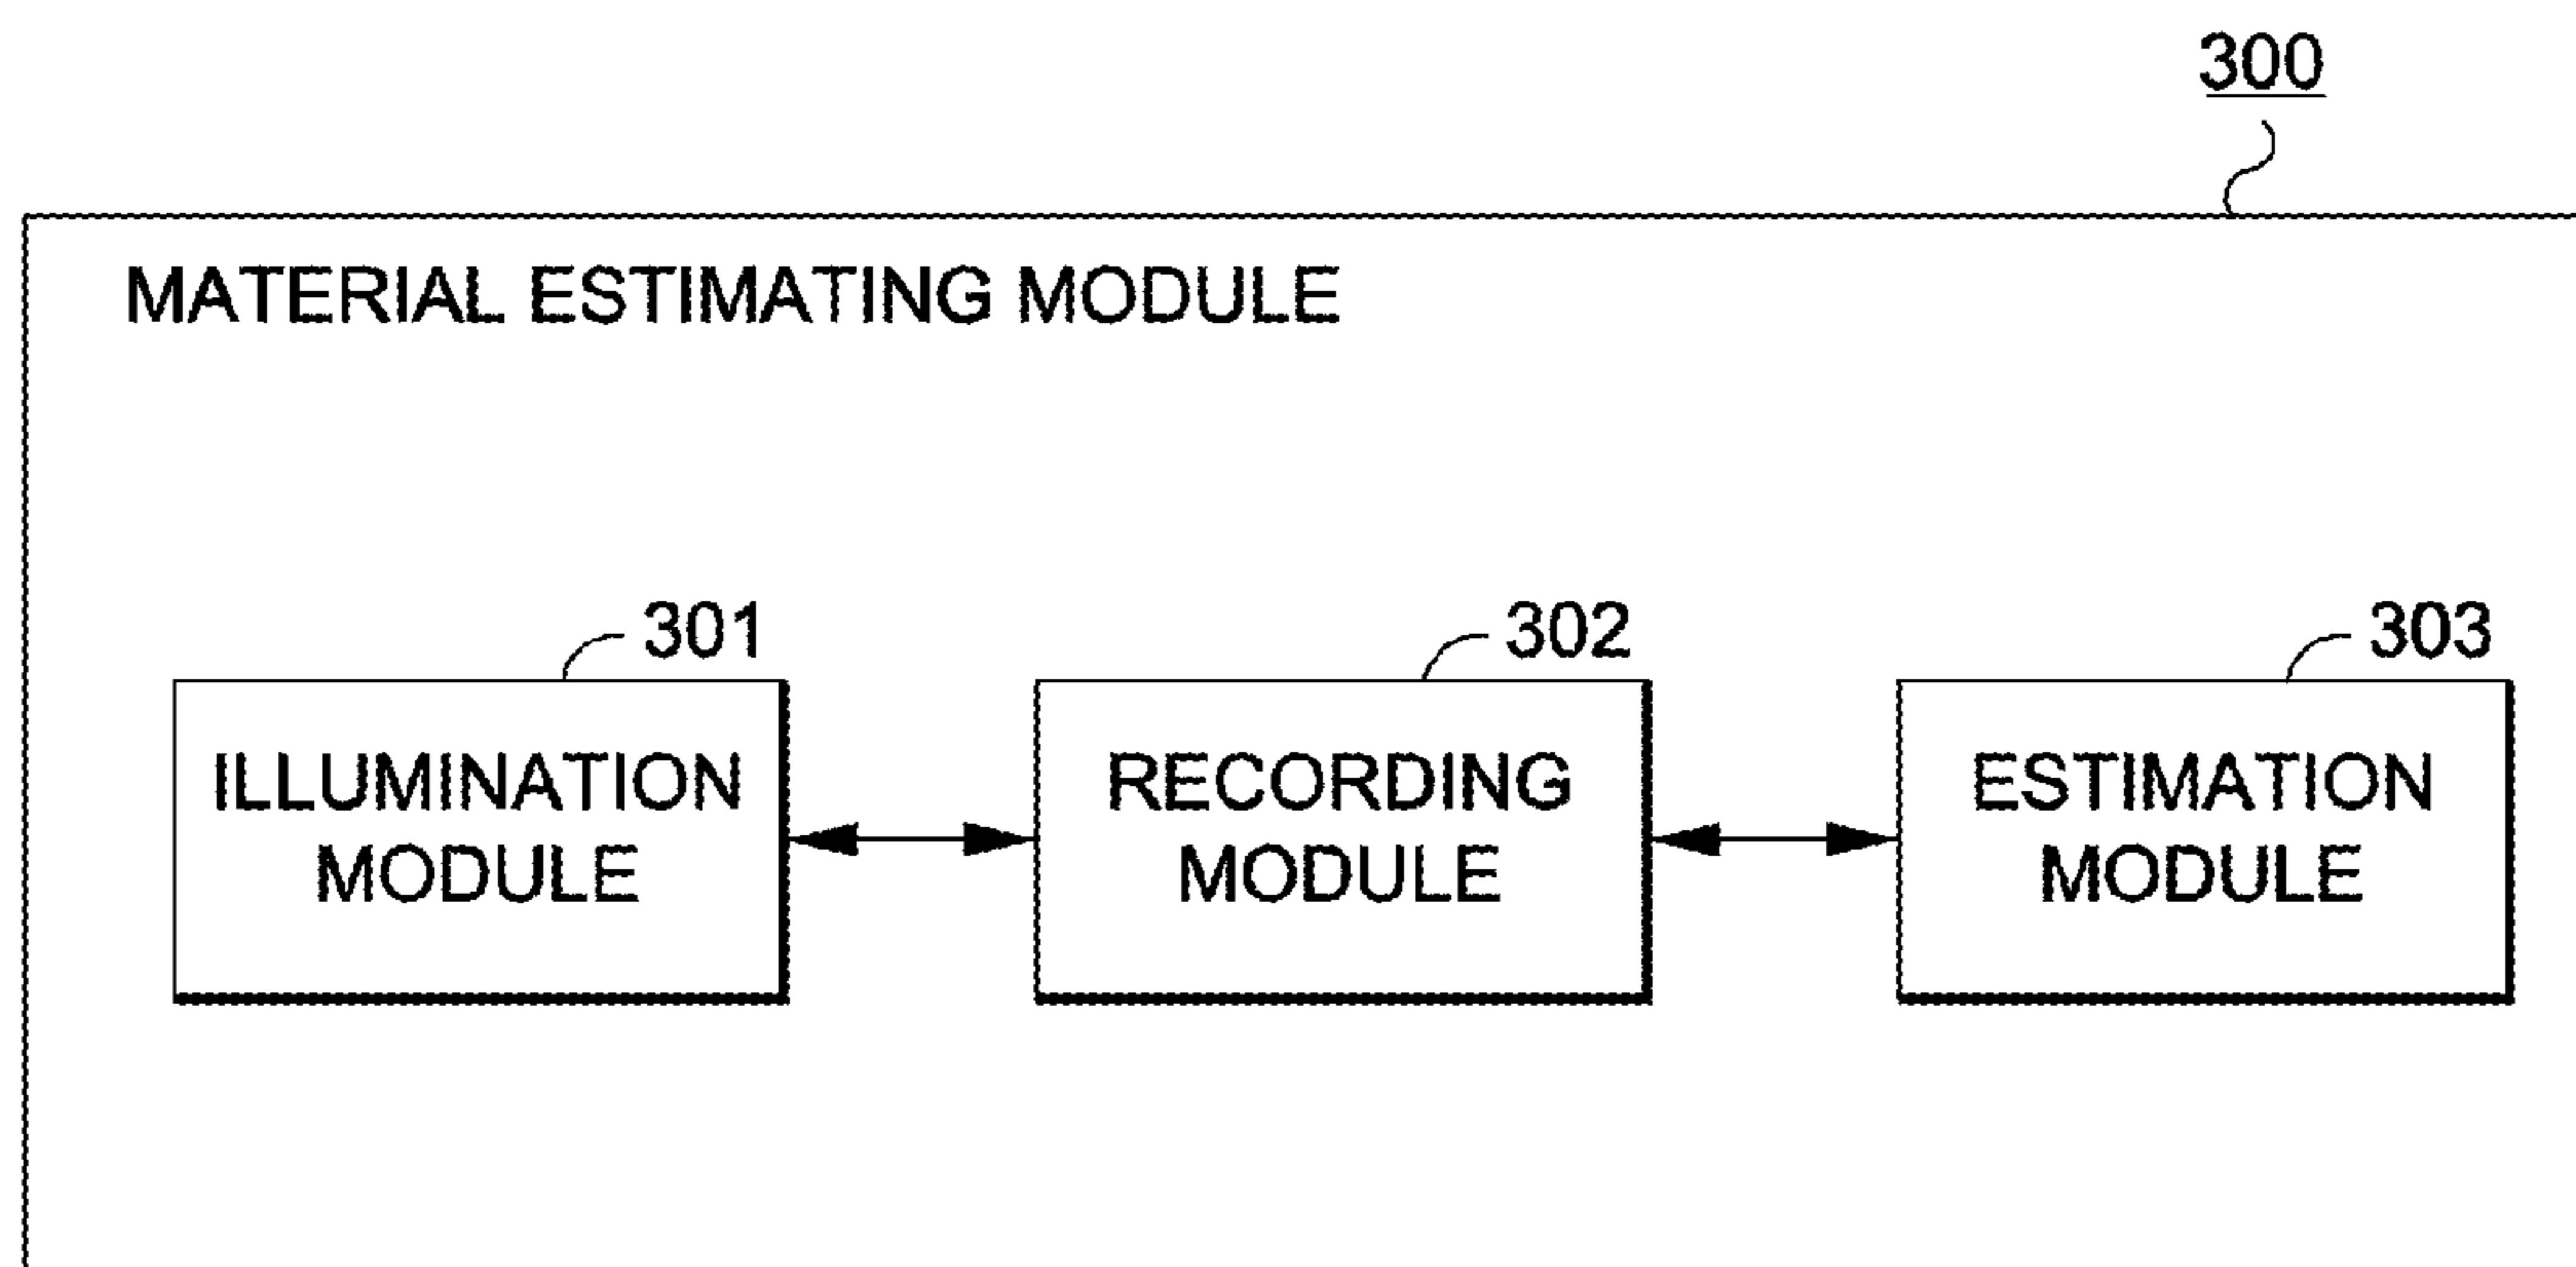 300
MATERIAL ESTIMATING MODULE
301
302
303
ILLUMINATION
MODULE
RECORDING
MODULE
ESTIMATION
MODULE